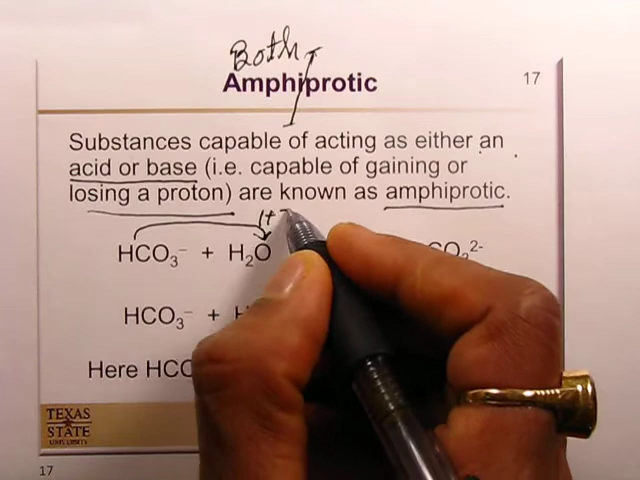 Both
Amphiprotic
17
Substances capable of acting as either an
acid or base (i.e. capable of gaining or
losing a proton) are known as amphiprotic.
HCO₃⁻ + H₂O
CO₃²⁻
HCO₃⁻ +
Here HCO
TEXAS
STATE
UNIVERSITY
17